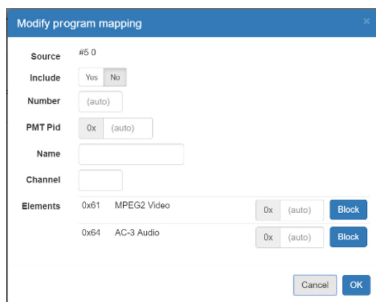 Modify program mapping ×
Source #5 0
Include Yes No
Number (auto)
PMT Pid 0x (auto)
Name
Channel
Elements 0x61 MPEG2 Video 0x (auto) Block
0x64 AC-3 Audio 0x (auto) Block
Cancel OK